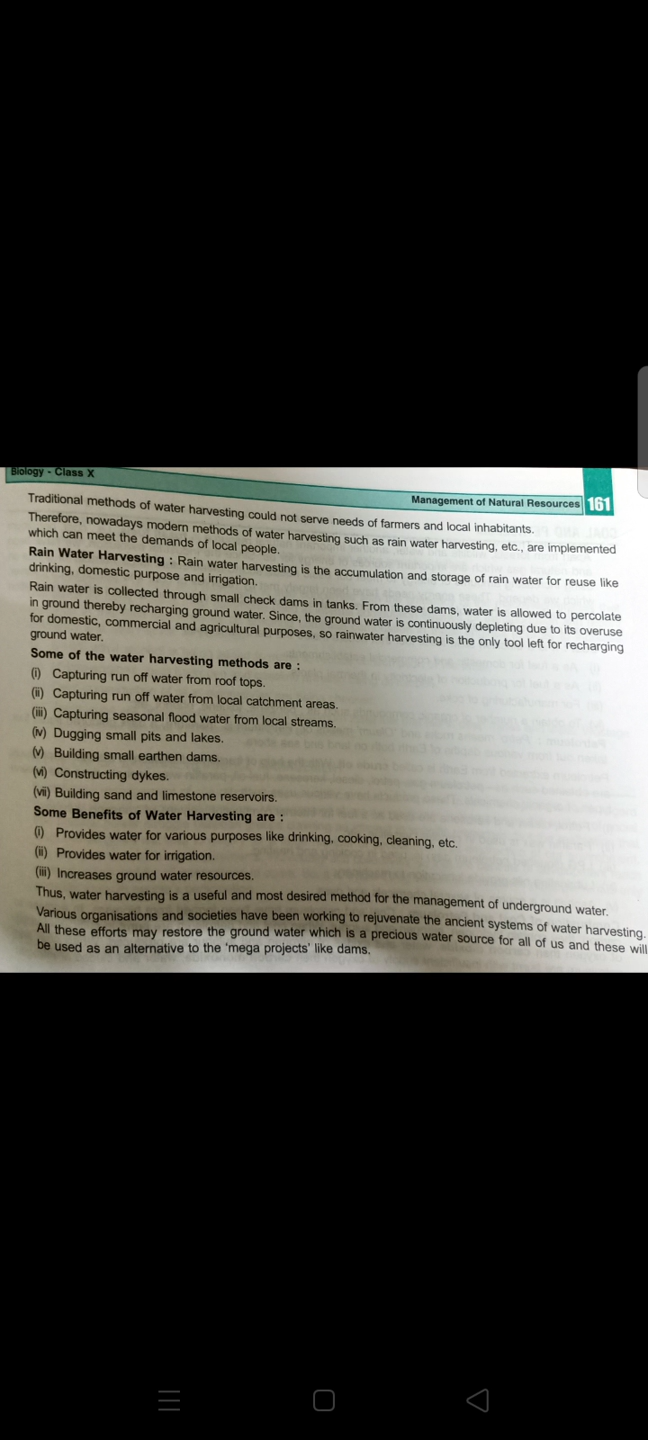 Biology - Class X
Management of Natural Resources 161
Traditional methods of water harvesting could not serve needs of farmers and local inhabitants.
Therefore, nowadays modern methods of water harvesting such as rain water harvesting, etc., are implemented
which can meet the demands of local people.
Rain Water Harvesting : Rain water harvesting is the accumulation and storage of rain water for reuse like
drinking, domestic purpose and irrigation.
Rain water is collected through small check dams in tanks. From these dams, water is allowed to percolate
in ground thereby recharging ground water. Since, the ground water is continuously depleting due to its overuse
for domestic, commercial and agricultural purposes, so rainwater harvesting is the only tool left for recharging
ground water.
Some of the water harvesting methods are :
(i) Capturing run off water from roof tops.
(ii) Capturing run off water from local catchment areas.
(iii) Capturing seasonal flood water from local streams.
(iv) Dugging small pits and lakes.
(v) Building small earthen dams.
(vi) Constructing dykes.
(vii) Building sand and limestone reservoirs.
Some Benefits of Water Harvesting are :
(i) Provides water for various purposes like drinking, cooking, cleaning, etc.
(ii) Provides water for irrigation.
(iii) Increases ground water resources.
Thus, water harvesting is a useful and most desired method for the management of underground water.
Various organisations and societies have been working to rejuvenate the ancient systems of water harvesting.
All these efforts may restore the ground water which is a precious water source for all of us and these will
be used as an alternative to the 'mega projects' like dams.